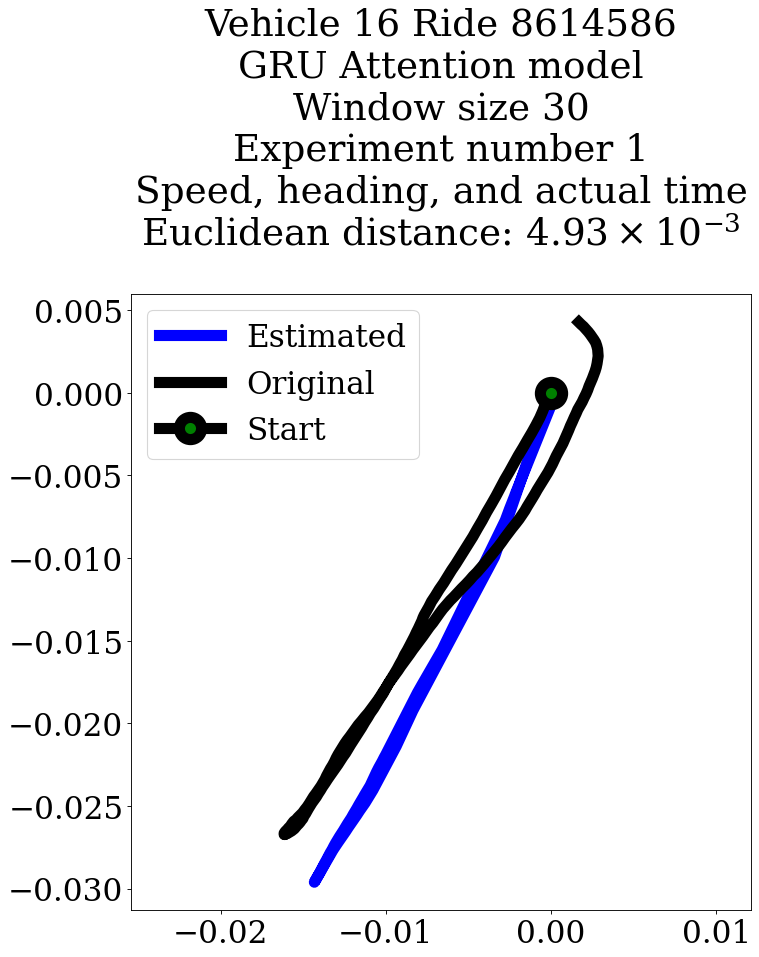 Vehicle 16 Ride 8614586
GRU Attention model
Window size 30
Experiment number 1
Speed, heading, and actual time
Euclidean distance: 4.93 × 10⁻³
0.005
0.000
−0.005
−0.010
−0.015
−0.020
−0.025
−0.030
Estimated
Original
Start
−0.02
−0.01
0.00
0.01